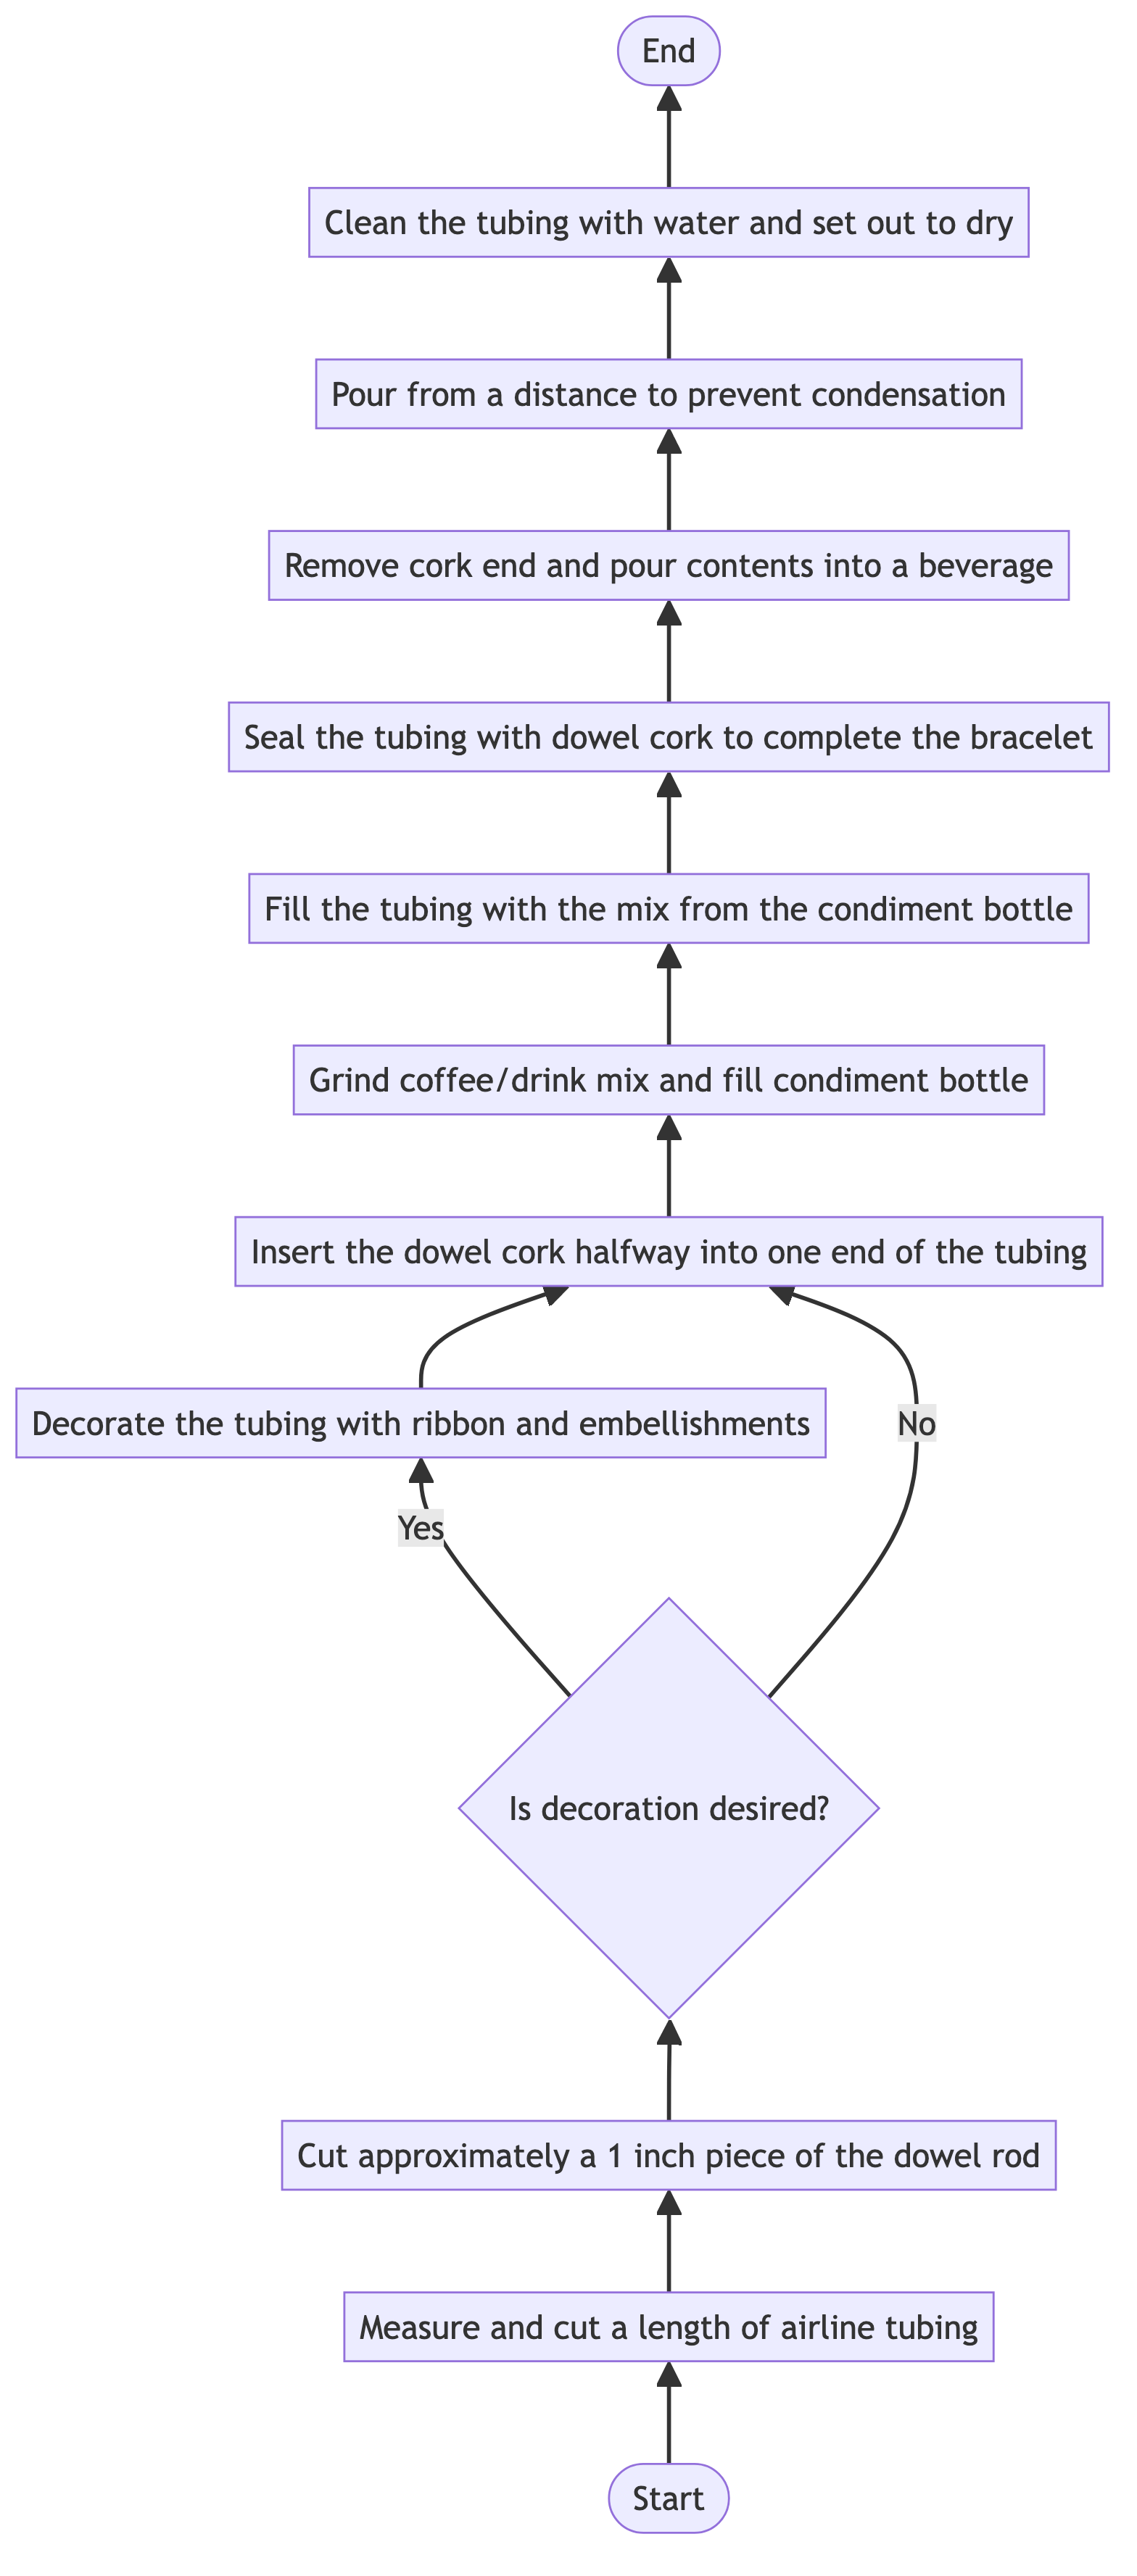 End
Clean the tubing with water and set out to dry
Pour from a distance to prevent condensation
Remove cork end and pour contents into a beverage
Seal the tubing with dowel cork to complete the bracelet
Fill the tubing with the mix from the condiment bottle
Grind coffee/drink mix and fill condiment bottle
Insert the dowel cork halfway into one end of the tubing
Decorate the tubing with ribbon and embellishments
No
Yes
Is decoration desired?
Cut approximately a 1 inch piece of the dowel rod
Measure and cut a length of airline tubing
Start